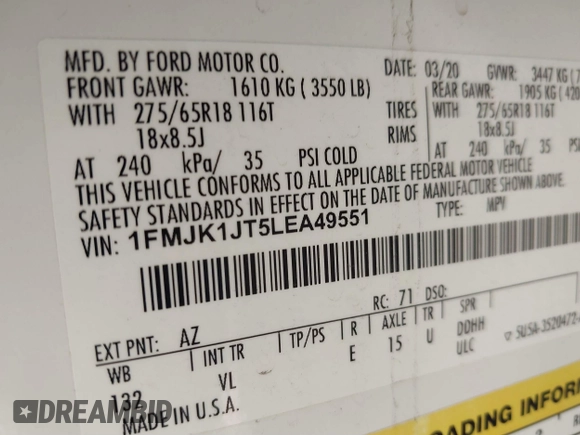 MFD. BY FORD MOTOR CO.
DATE: 03/20 GVWR: 3447 KG (7
FRONT GAWR: 1610 KG ( 3550 LB)
REAR GAWR: 1905 KG ( 420
WITH 275/65R18 116T TIRES WITH 275/65R18 116T
18x8.5J RIMS 18x8.5J
AT 240 kPa/ 35 PSI COLD AT 240 kPa/ 35 PSI
THIS VEHICLE CONFORMS TO ALL APPLICABLE FEDERAL MOTOR VEHICLE
SAFETY STANDARDS IN EFFECT ON THE DATE OF MANUFACTURE SHOWN ABOVE.
VIN: 1FMJK1JT5LEA49551
TYPE: MPV
EXT PNT: AZ RC: 71 DSO:
WB INT TR TP/PS R AXLE TR SPR
132 VL E 15 U DDHH
ULC
MADE IN U.S.A.
DREAMBID